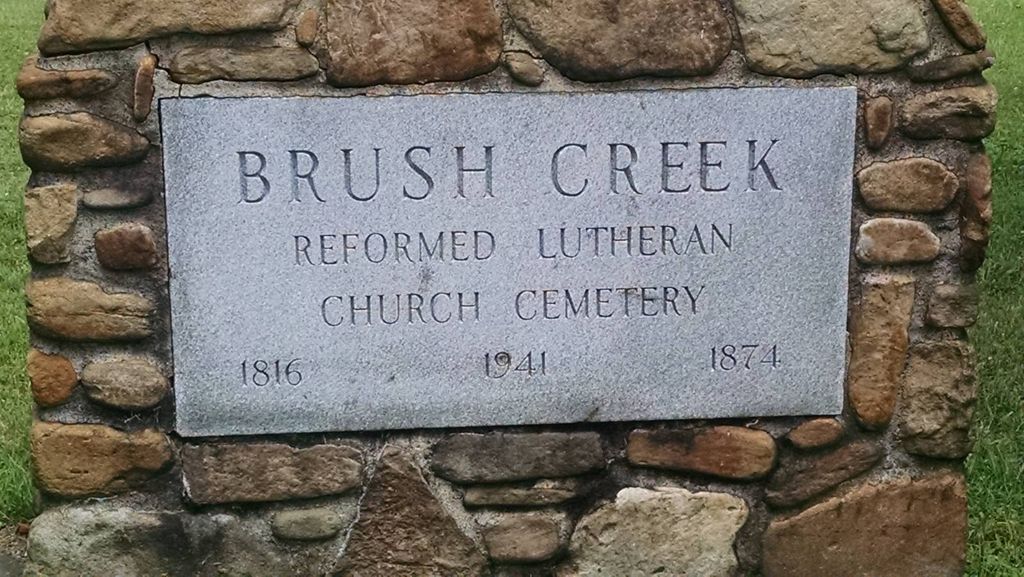 BRUSH CREEK
REFORMED LUTHERAN
CHURCH CEMETERY
1816 1941 1874